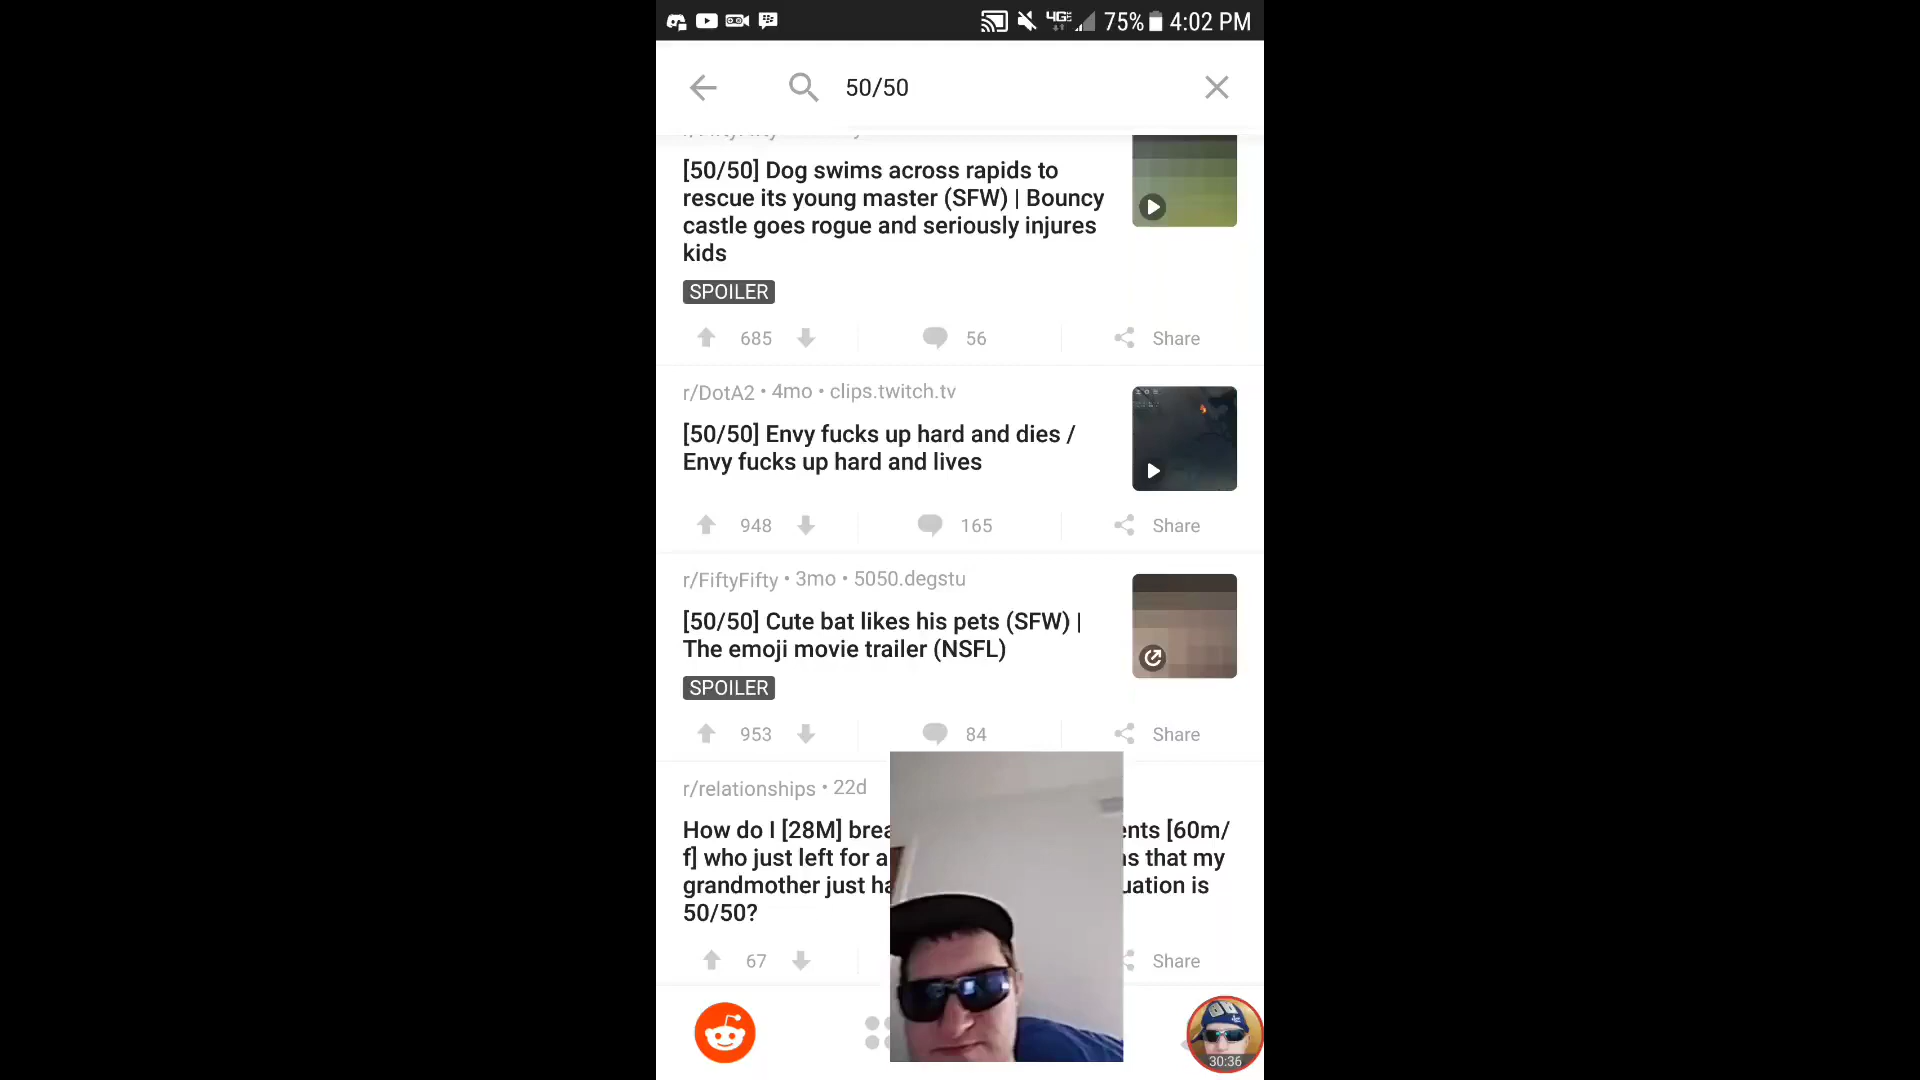 75% 4:02 PM
50/50
[50/50] Dog swims across rapids to
rescue its young master (SFW) | Bouncy
castle goes rogue and seriously injures
kids
SPOILER
685 56 Share
r/DotA2 • 4mo • clips.twitch.tv
[50/50] Envy fucks up hard and dies /
Envy fucks up hard and lives
948 165 Share
r/FiftyFifty • 3mo • 5050.degstu
[50/50] Cute bat likes his pets (SFW) |
The emoji movie trailer (NSFL)
SPOILER
953 84 Share
r/relationships • 22d
How do I [28M] [60m/
f] who just left for a that my
grandmother just is
50/50?
67 Share
30:36